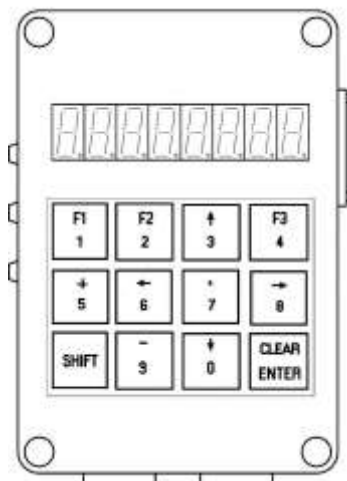 F1 F2 ↑ F3
1 2 3 4
+ ← · →
5 6 7 8
SHIFT − ↓ CLEAR
9 0 ENTER